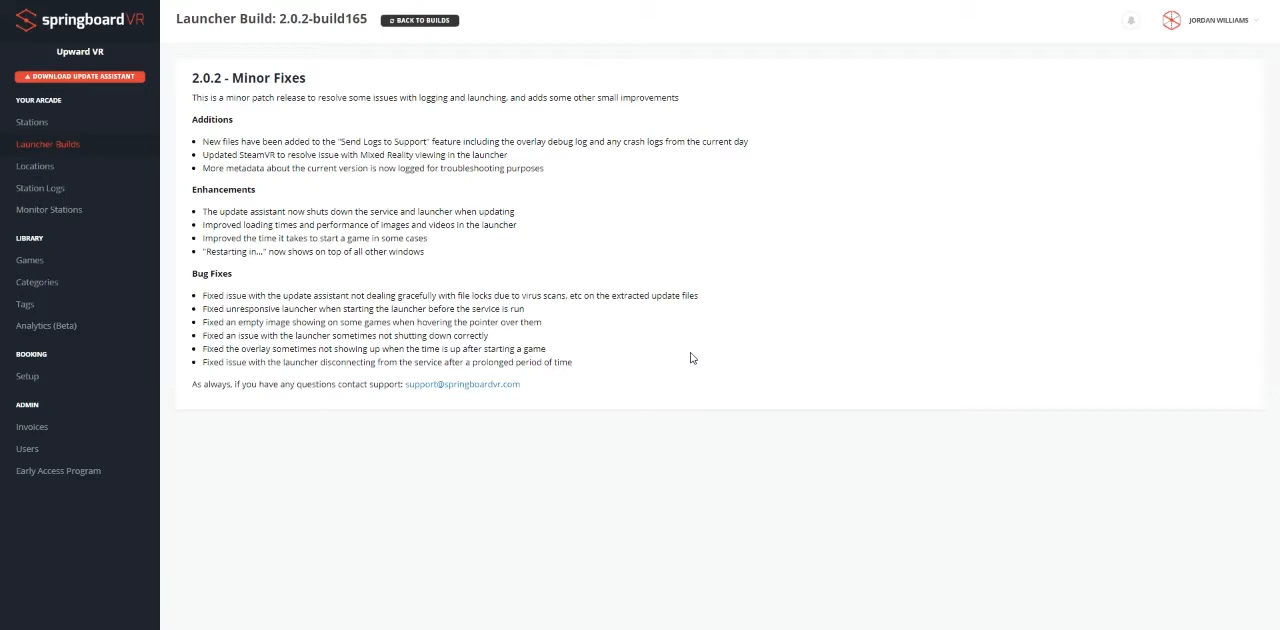 springboardVR
Upward VR
DOWNLOAD UPDATE ASSISTANT
YOUR ARCADE
Stations
Launcher Builds
Locations
Station Logs
Monitor Stations
LIBRARY
Games
Categories
Tags
Analytics (Beta)
BOOKING
Setup
ADMIN
Invoices
Users
Early Access Program
Launcher Build: 2.0.2-build165
BACK TO BUILDS
JORDAN WILLIAMS
2.0.2 - Minor Fixes
This is a minor patch release to resolve some issues with logging and launching, and adds some other small improvements
Additions
• New files have been added to the "Send Logs to Support" feature including the overlay debug log and any crash logs from the current day
• Updated SteamVR to resolve issue with Mixed Reality viewing in the launcher
• More metadata about the current version is now logged for troubleshooting purposes
Enhancements
• The update assistant now shuts down the service and launcher when updating
• Improved loading times and performance of images and videos in the launcher
• Improved the time it takes to start a game in some cases
• "Restarting in..." now shows on top of all other windows
Bug Fixes
• Fixed issue with the update assistant not dealing gracefully with file locks due to virus scans, etc on the extracted update files
• Fixed unresponsive launcher when starting the launcher before the service is run
• Fixed an empty image showing on some games when hovering the pointer over them
• Fixed an issue with the launcher sometimes not shutting down correctly
• Fixed the overlay sometimes not showing up when the time is up after starting a game
• Fixed issue with the launcher disconnecting from the service after a prolonged period of time
As always, if you have any questions contact support: support@springboardvr.com